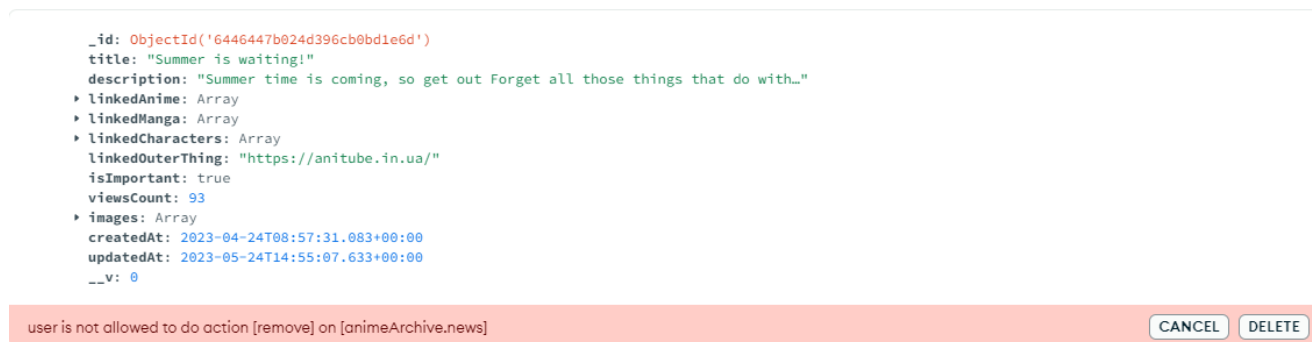 _id: ObjectId('6446447b024d396cb0bd1e6d')
title: "Summer is waiting!"
description: "Summer time is coming, so get out Forget all those things that do with…"
linkedAnime: Array
linkedManga: Array
linkedCharacters: Array
linkedOuterThing: "https://anitube.in.ua/"
isImportant: true
viewsCount: 93
images: Array
createdAt: 2023-04-24T08:57:31.083+00:00
updatedAt: 2023-05-24T14:55:07.633+00:00
__v: 0
user is not allowed to do action [remove] on [animeArchive.news] CANCEL DELETE